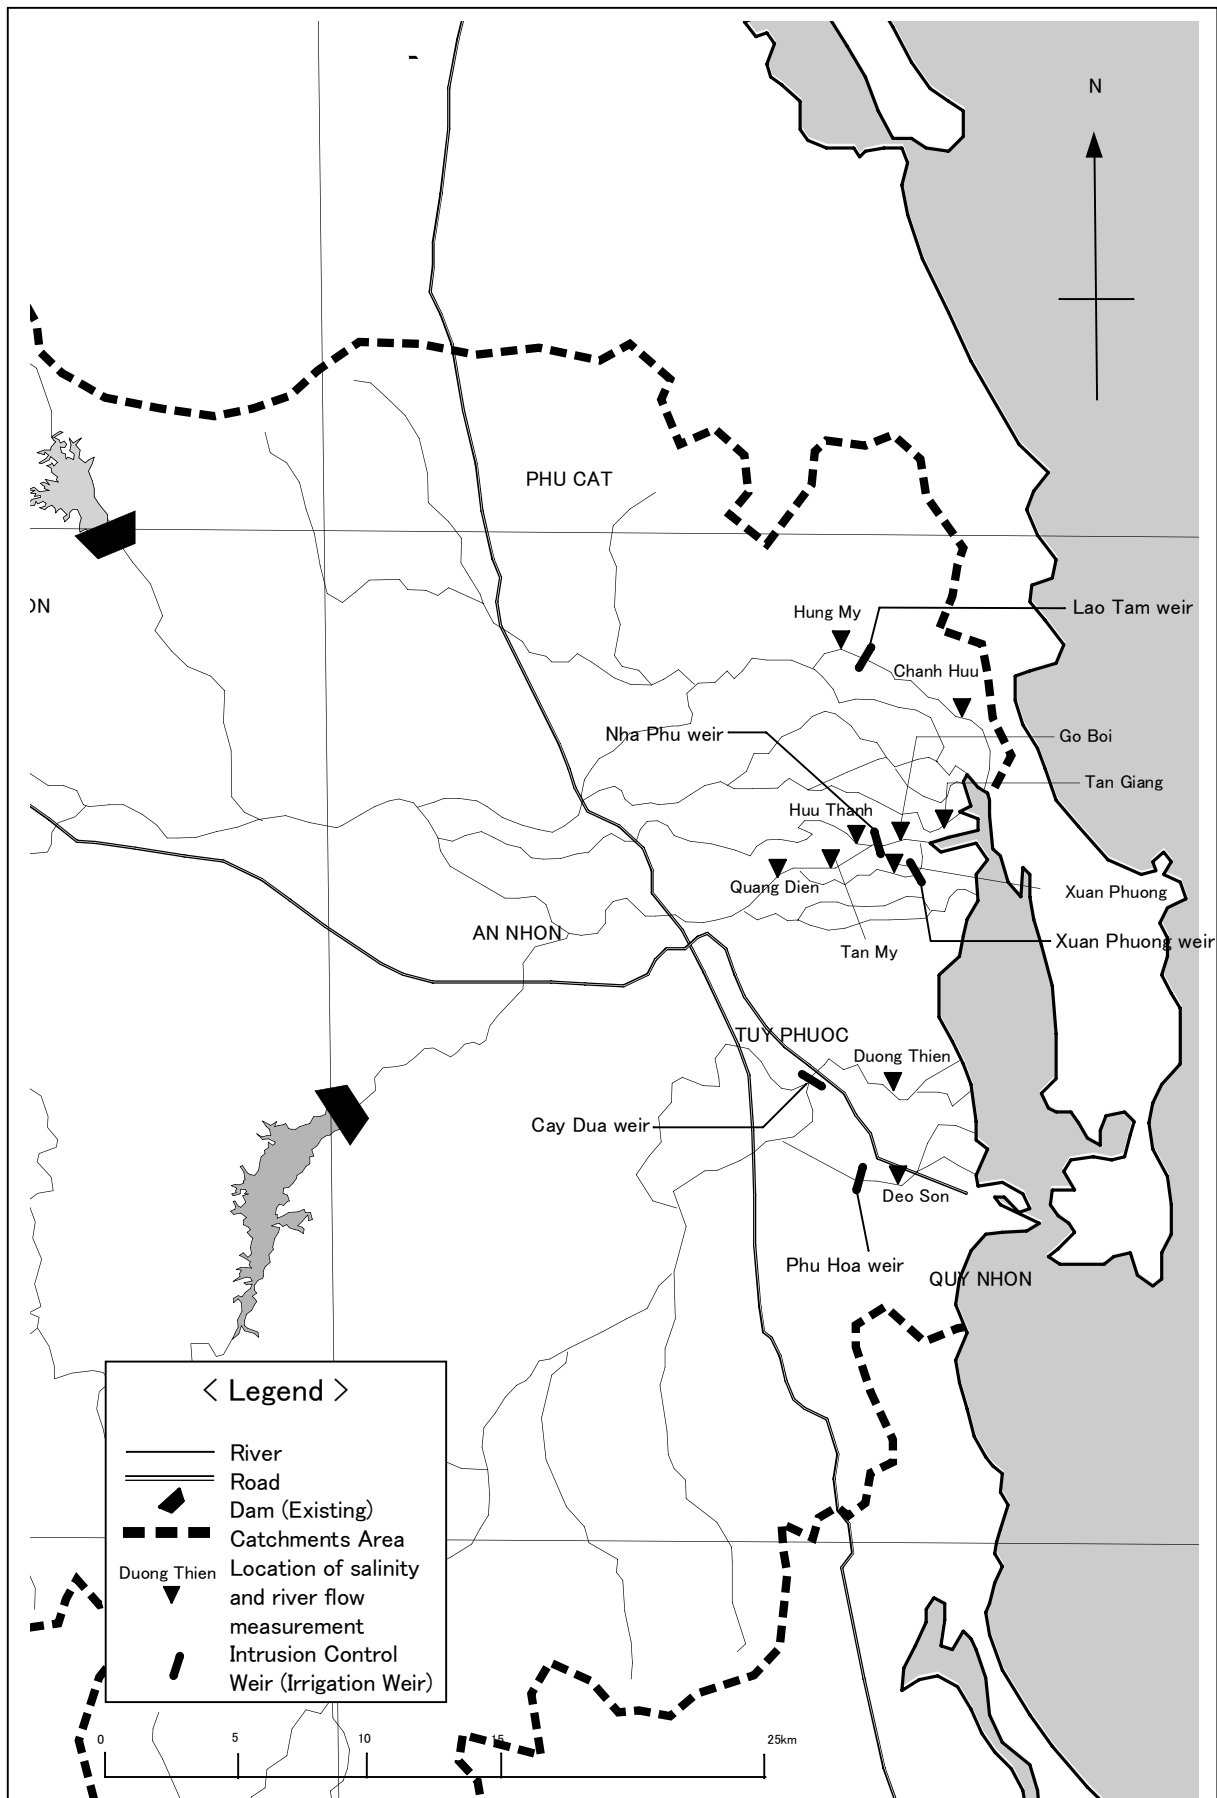 N
PHU CAT
ON
Hung My
Lao Tam weir
Chanh Huu
Nha Phu weir
Go Boi
Tan Giang
Huu Thanh
Quang Dien
Xuan Phuong
AN NHON
Tan My
Xuan Phuong weir
TUY PHUOC
Duong Thien
Cay Dua weir
Deo Son
Phu Hoa weir
QUY NHON
< Legend >
River
Road
Dam (Existing)
Catchments Area
Duong Thien
Location of salinity
and river flow
measurement
Intrusion Control
Weir (Irrigation Weir)
0 5 10 15 25km